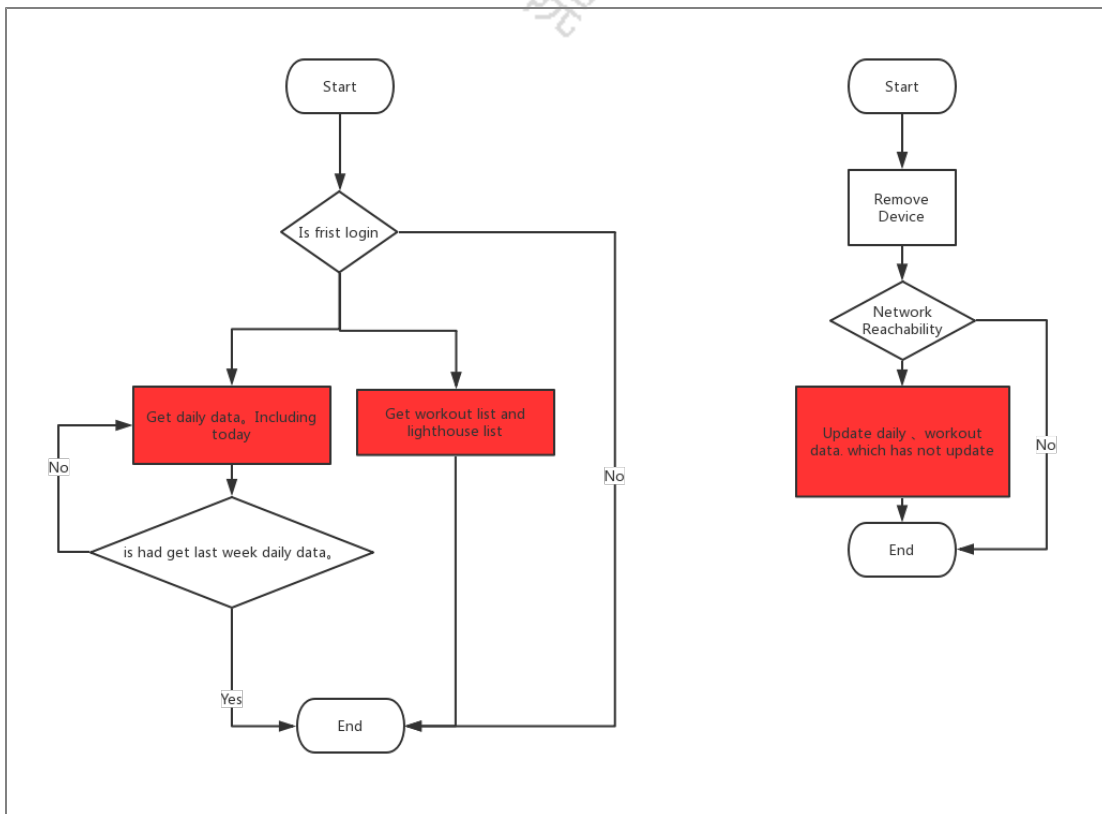 Start
Is frist login
Get daily data。Including
today
Get workout list and
lighthouse list
No
No
is had get last week daily data。
Yes
End
Start
Remove
Device
Network
Reachability
Update daily 、workout
data. which has not update
No
End